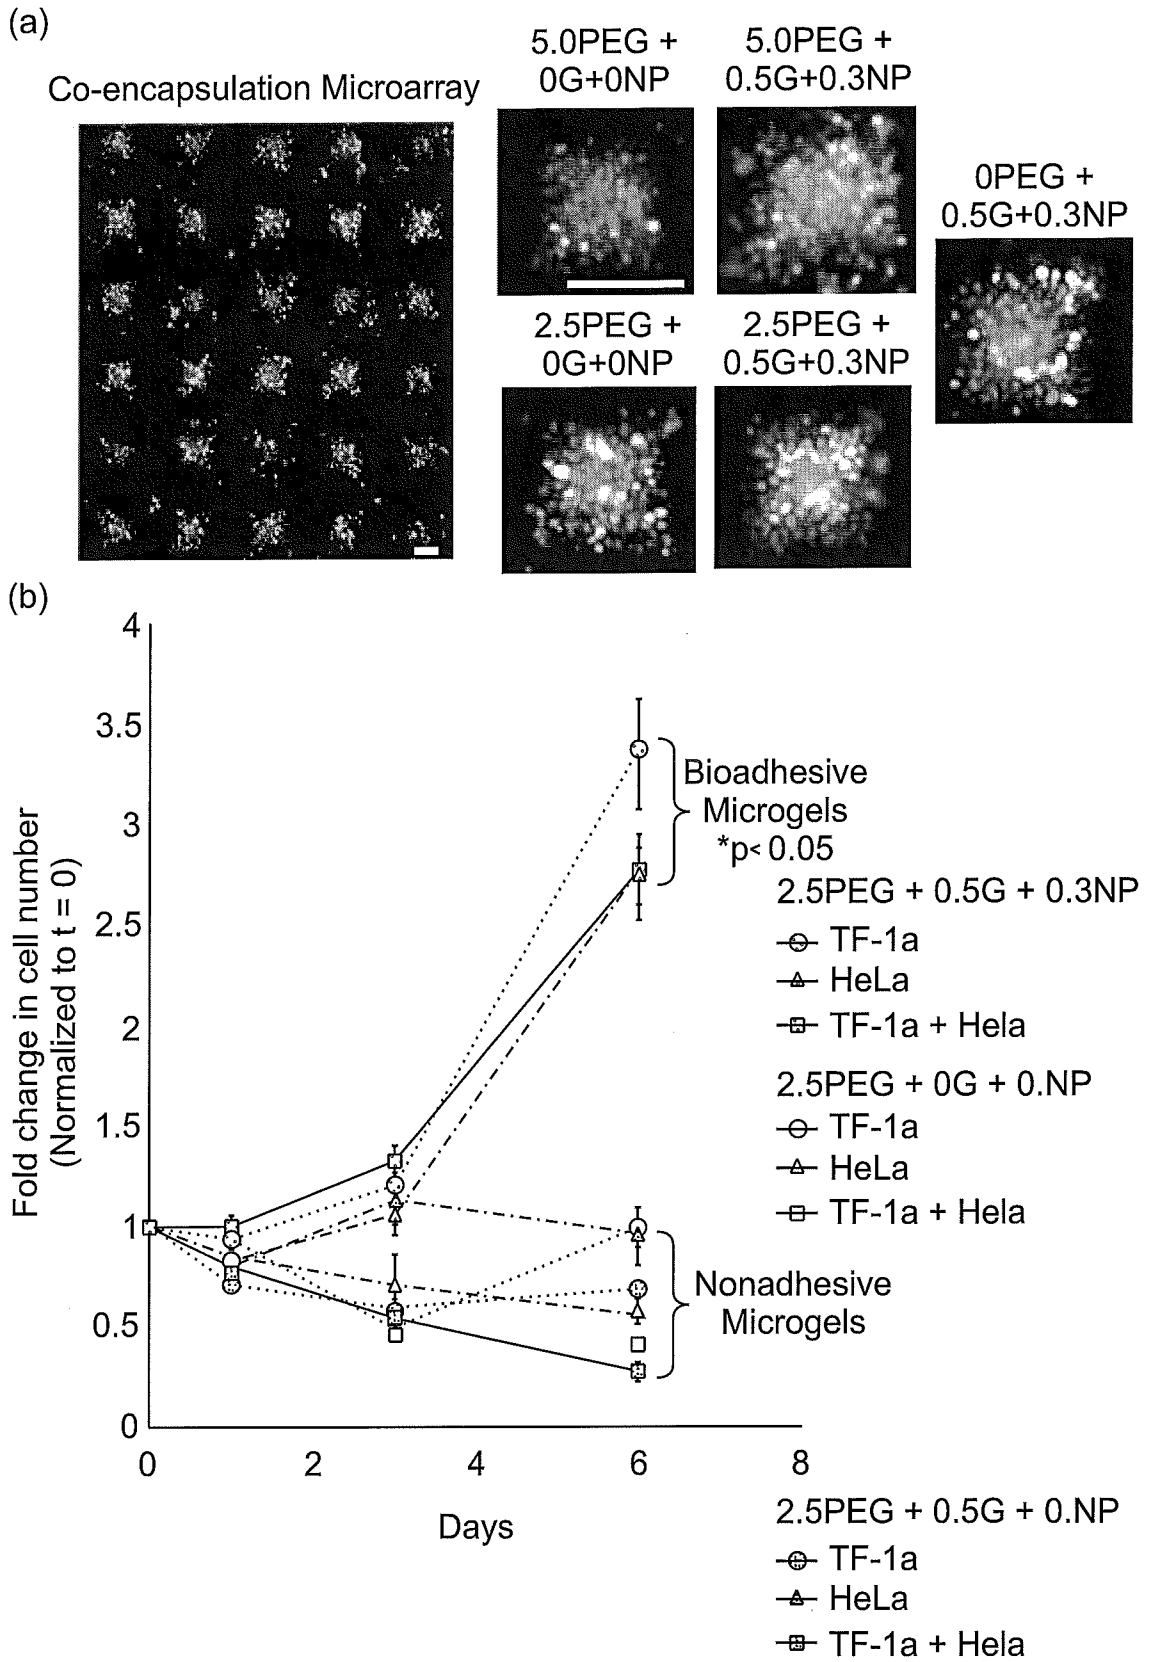 (a)
Co-encapsulation Microarray
5.0PEG +
0G+0NP
5.0PEG +
0.5G+0.3NP
0PEG +
0.5G+0.3NP
2.5PEG +
0G+0NP
2.5PEG +
0.5G+0.3NP
(b)
Fold change in cell number
(Normalized to t = 0)
4
3.5
3
2.5
2
1.5
1
0.5
0
0
2
4
6
8
Days
Bioadhesive
Microgels
*p< 0.05
2.5PEG + 0.5G + 0.3NP
TF-1a
HeLa
TF-1a + Hela
2.5PEG + 0G + 0.NP
TF-1a
HeLa
TF-1a + Hela
Nonadhesive
Microgels
2.5PEG + 0.5G + 0.NP
TF-1a
HeLa
TF-1a + Hela